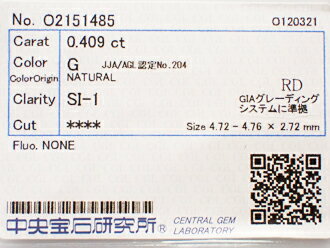 No. O2151485 O120321
Carat 0.409 ct
Color G JJA/AGL認定No.204
ColorOrigin NATURAL
RD
Clarity SI-1 GIAグレーディング
システムに準拠
Cut **** Size 4.72 - 4.76 × 2.72 mm
Fluo. NONE
中央宝石研究所® CENTRAL GEM
LABORATORY